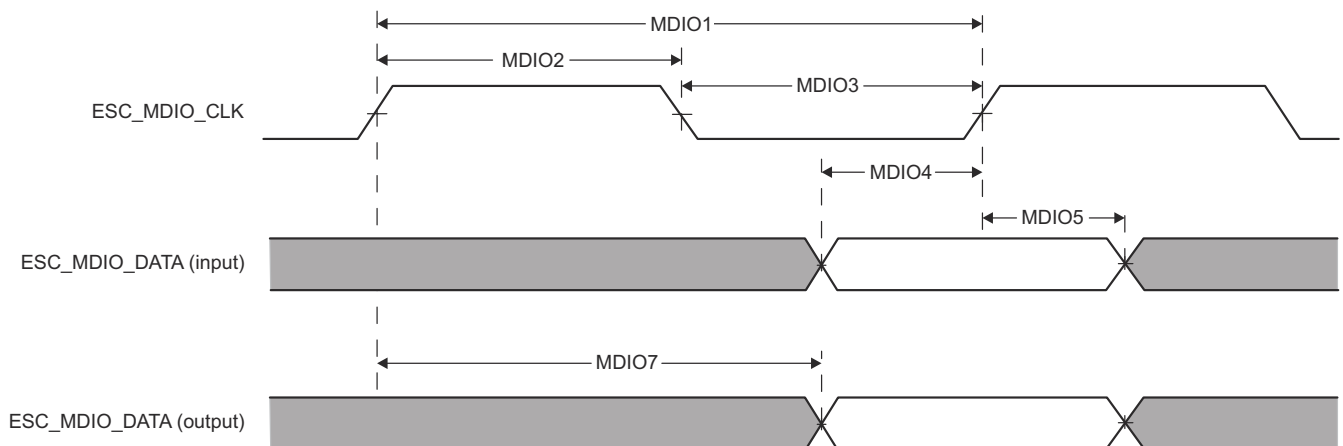 MDIO1
MDIO2
MDIO3
ESC_MDIO_CLK
MDIO4
MDIO5
ESC_MDIO_DATA (input)
MDIO7
ESC_MDIO_DATA (output)